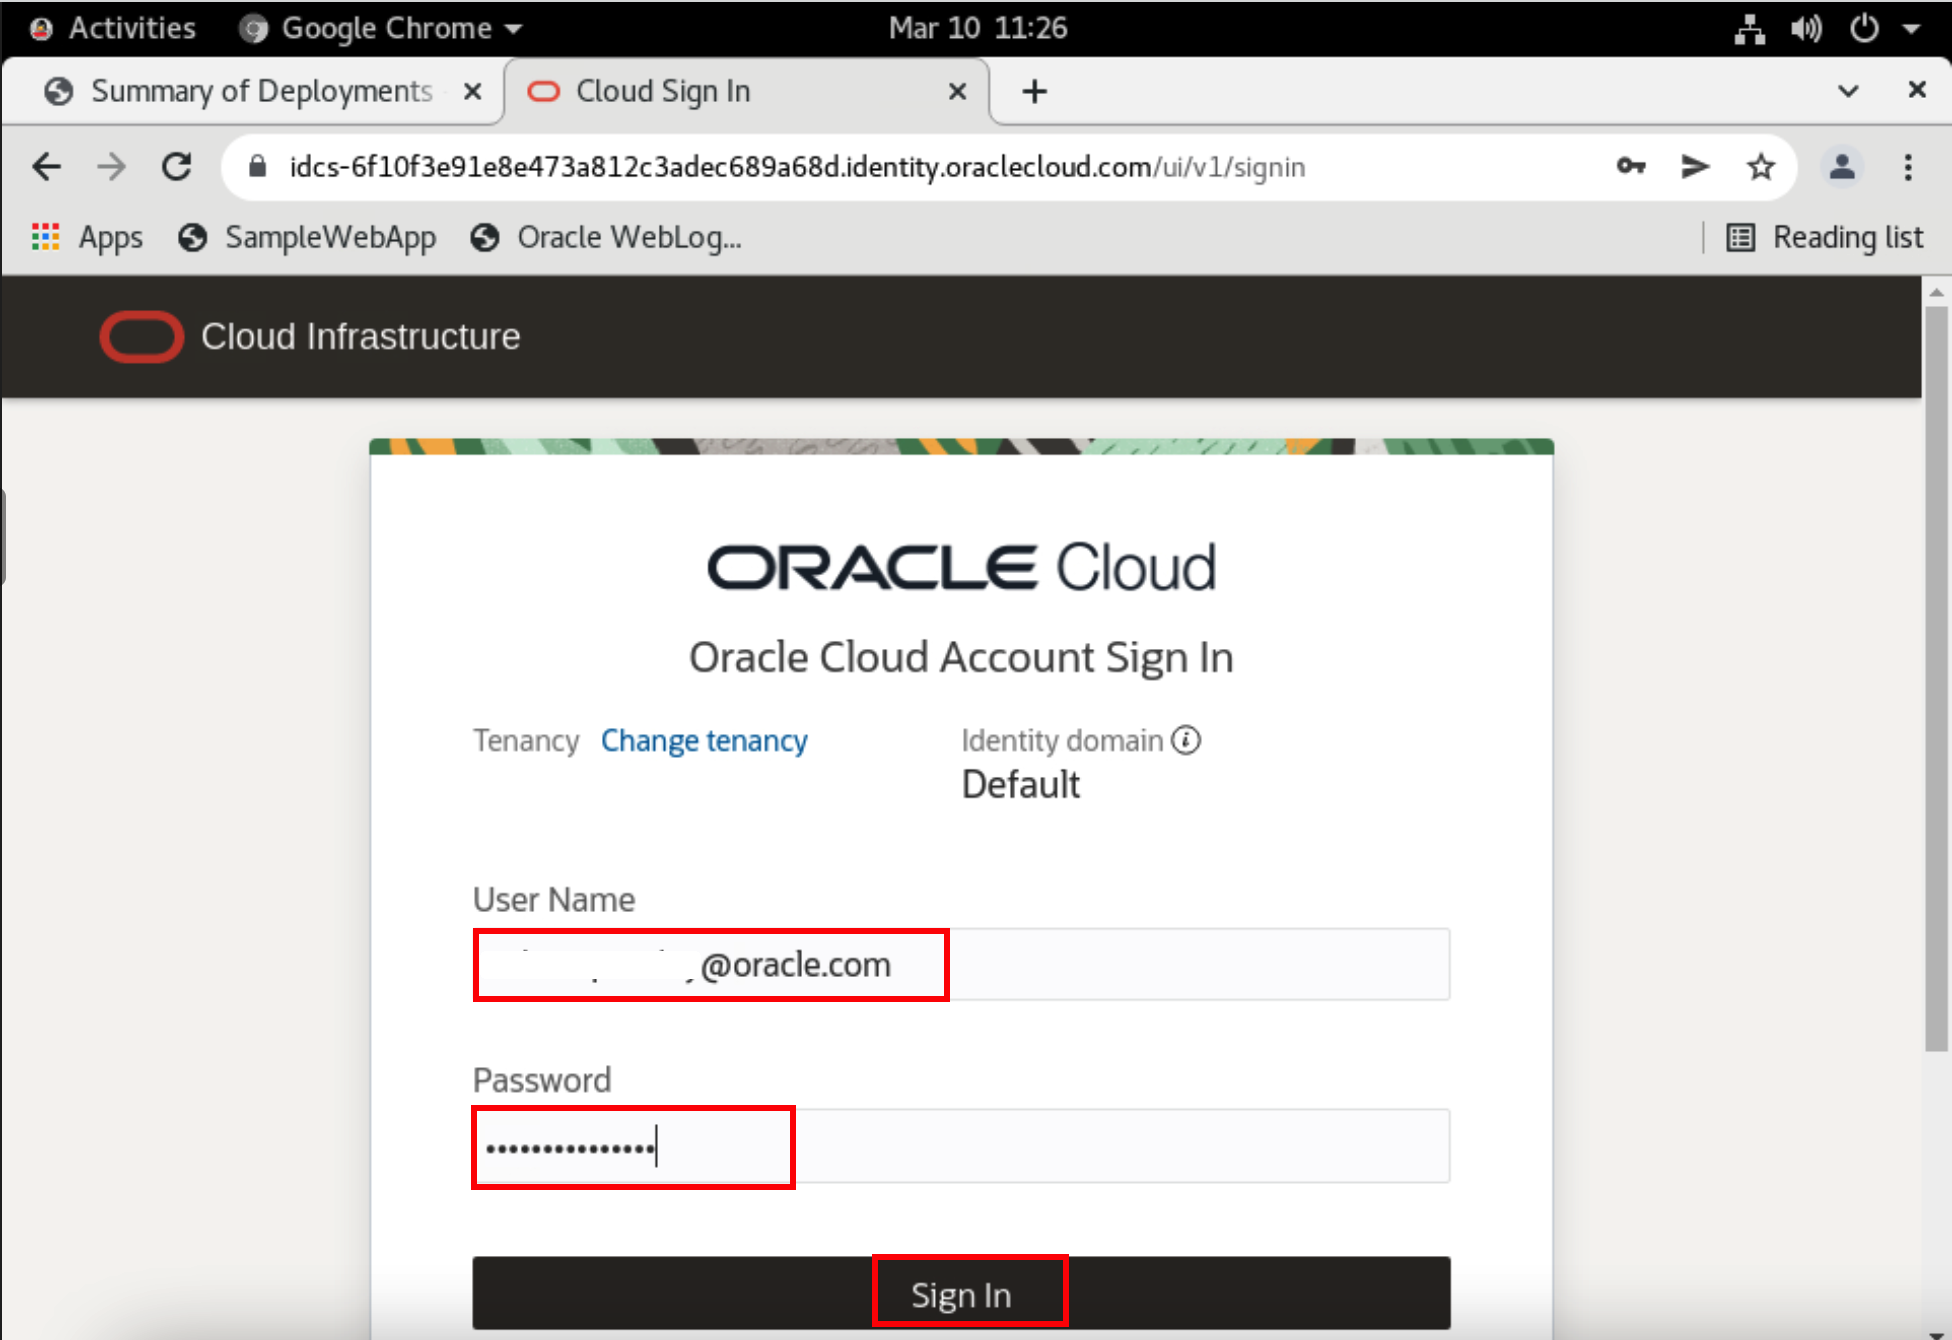 Activities Google Chrome Mar 10 11:26
Summary of Deployments Cloud Sign In
idcs-6f10f3e91e8e473a812c3adec689a68d.identity.oraclecloud.com/ui/v1/signin
Apps SampleWebApp Oracle WebLog... Reading list
Cloud Infrastructure
ORACLE Cloud
Oracle Cloud Account Sign In
Tenancy Change tenancy Identity domain
Default
User Name
@oracle.com
Password
Sign In